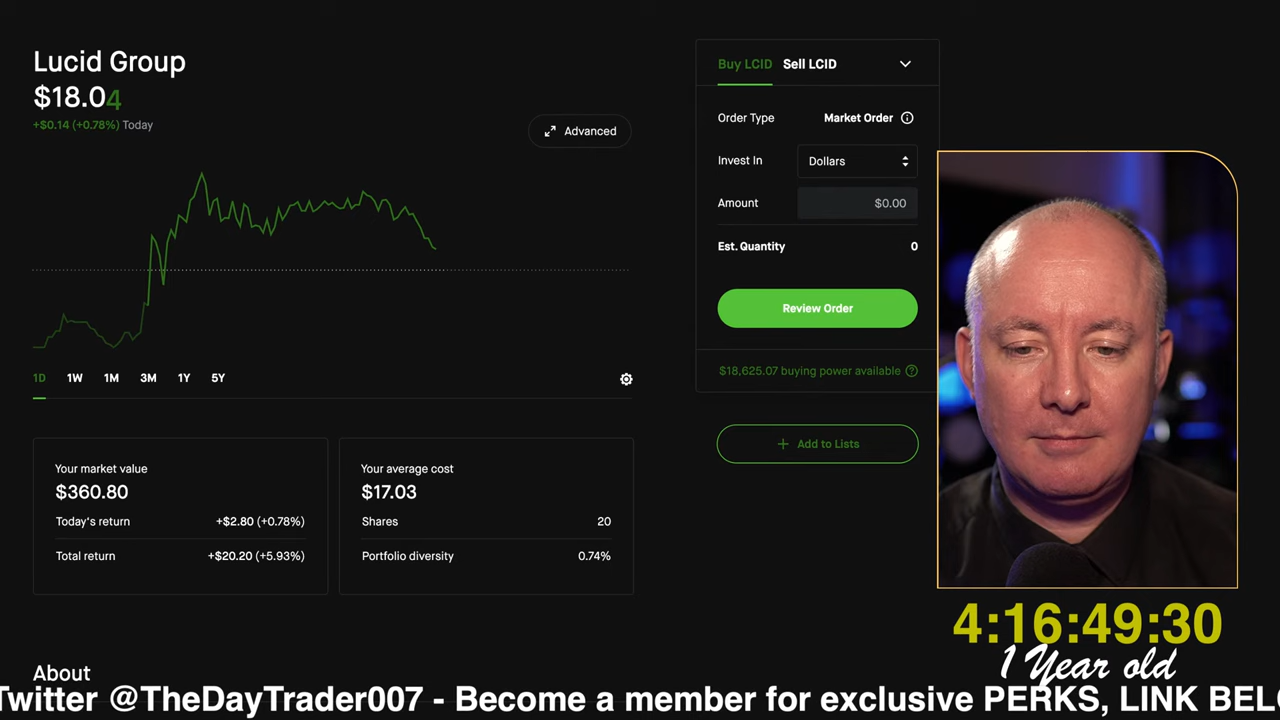 Lucid Group
$18.04
+$0.14 (+0.78%) Today
Advanced
1D 1W 1M 3M 1Y 5Y
Your market value
$360.80
Today's return +$2.80 (+0.78%)
Total return +$20.20 (+5.93%)
Your average cost
$17.03
Shares 20
Portfolio diversity 0.74%
About
Buy LCID Sell LCID
Order Type Market Order
Invest In Dollars
Amount $0.00
Est. Quantity 0
Review Order
$18,625.07 buying power available
Add to Lists
4:16:49:30
1 Year old
Twitter @TheDayTrader007 - Become a member for exclusive PERKS, LINK BELO